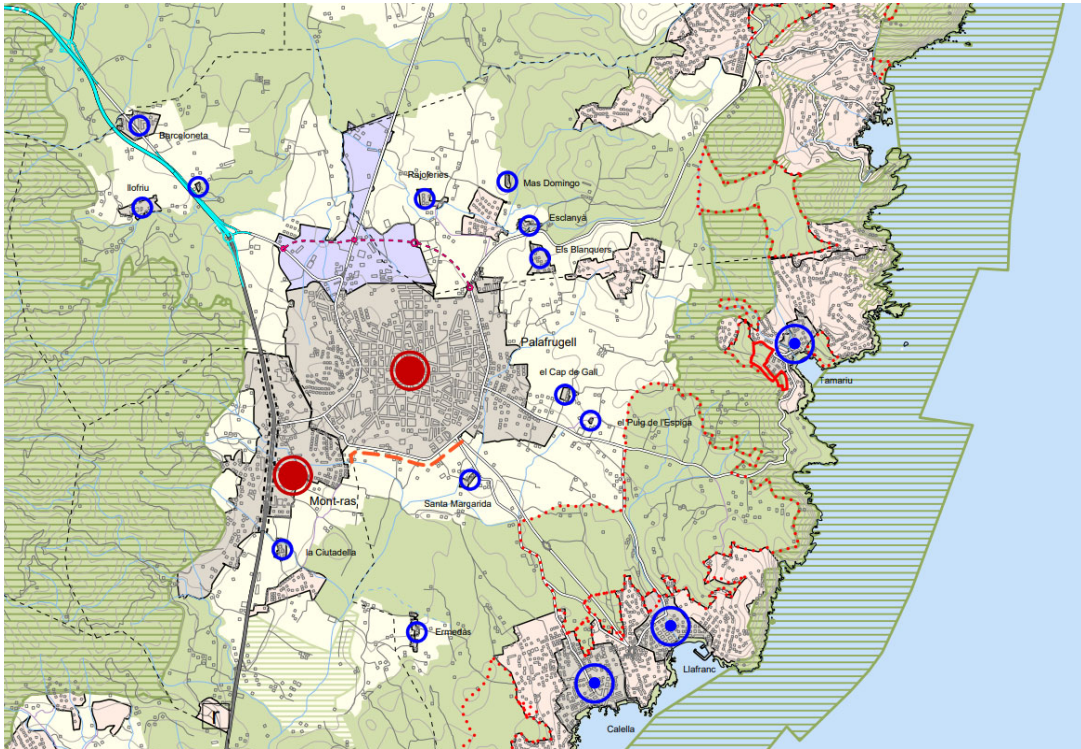 Barceloneta
llofriu
Rajoleries
Mas Domingo
Esclanyà
Els Blanquers
Palafrugell
Tamariu
el Cap de Gall
el Puig de l'Espiga
Mont-ras
Santa Margarida
la Ciutadella
Ermedàs
Llafranc
Calella